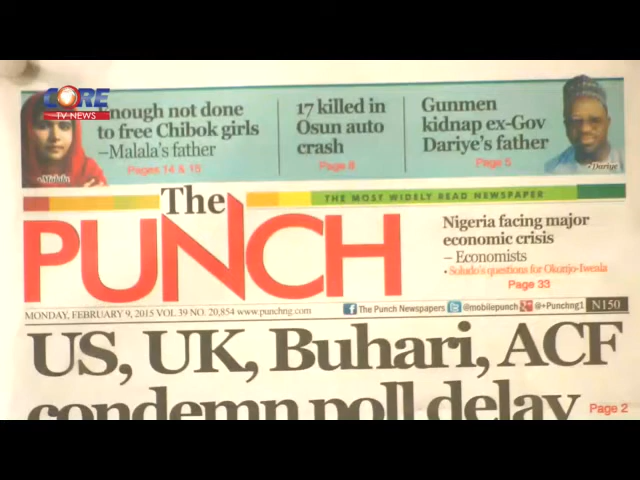 CORE
TV NEWS
Enough not done
to free Chibok girls
–Malala's father
Pages 14 & 15
•Malala
17 killed in
Osun auto
crash
Page 8
Gunmen
kidnap ex-Gov
Dariye's father
Page 5
•Dariye
The
PUNCH
THE MOST WIDELY READ NEWSPAPER
Nigeria facing major
economic crisis
– Economists
• Soludo's questions for Okonjo-Iweala
Page 33
MONDAY, FEBRUARY 9, 2015 VOL 39 NO. 20,854 www.punchng.com
The Punch Newspapers @mobilepunch @+Punchng1 N150
US, UK, Buhari, ACF
condemn poll delay
Page 2